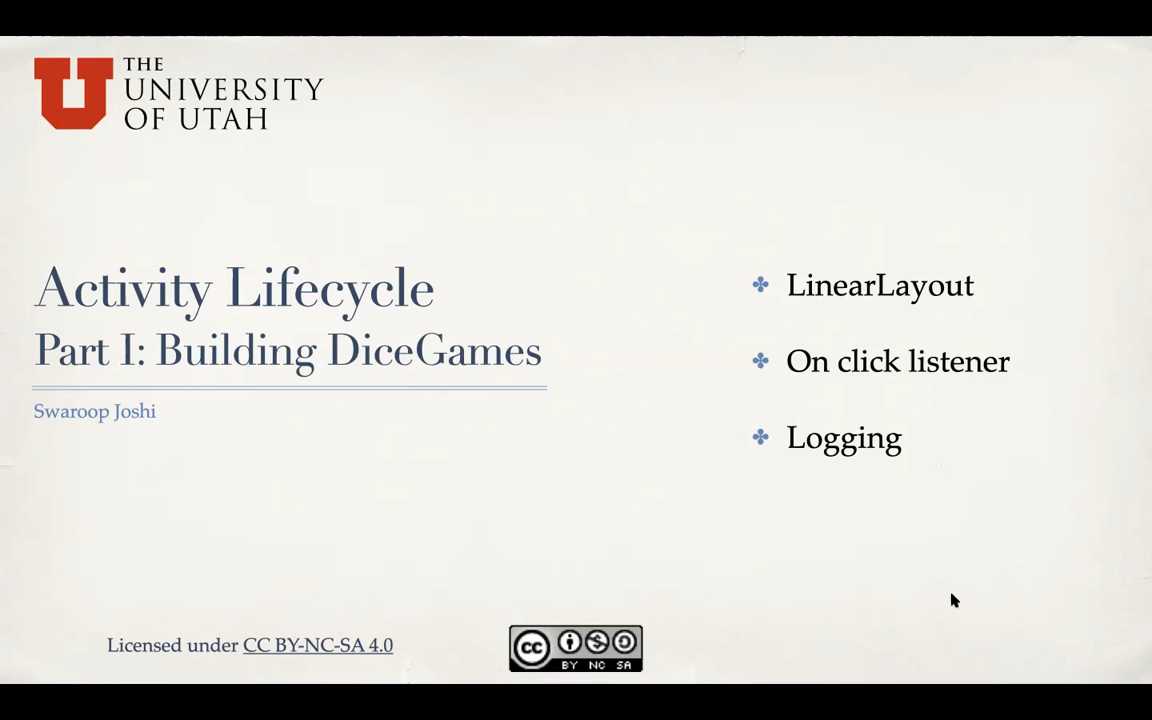 THE
UNIVERSITY
OF UTAH
Activity Lifecycle
Part I: Building DiceGames
Swaroop Joshi
LinearLayout
On click listener
Logging
Licensed under CC BY-NC-SA 4.0
cc
BY NC SA